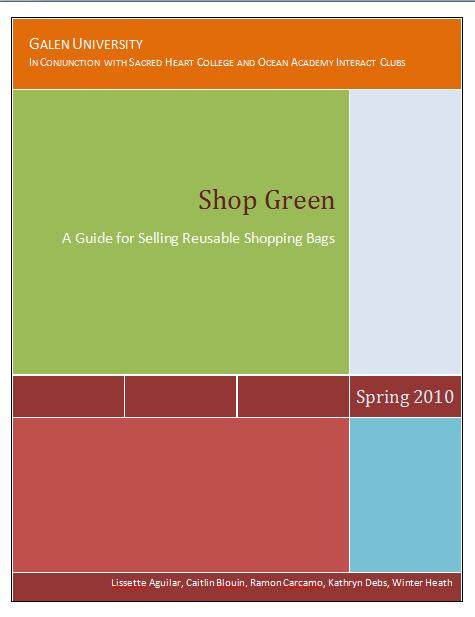 GALEN UNIVERSITY
IN CONJUNCTION WITH SACRED HEART COLLEGE AND OCEAN ACADEMY INTERACT CLUBS
Shop Green
A Guide for Selling Reusable Shopping Bags
Spring 2010
Lissette Aguilar, Caitlin Blouin, Ramon Carcamo, Kathryn Debs, Winter Heath